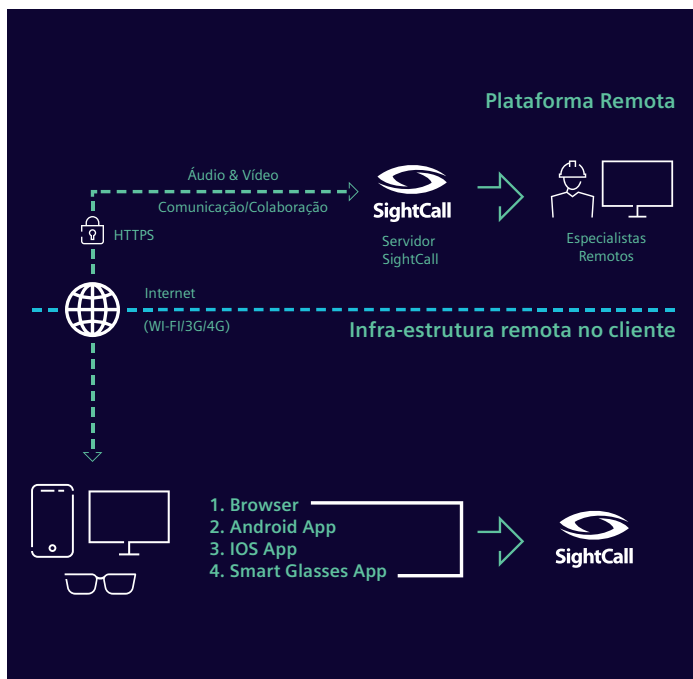 Plataforma Remota
Áudio & Vídeo
Comunicação/Colaboração
SightCall
Servidor
SightCall
Especialistas
Remotos
HTTPS
Internet
(WI-FI/3G/4G)
Infra-estrutura remota no cliente
1. Browser
2. Android App
3. IOS App
4. Smart Glasses App
SightCall